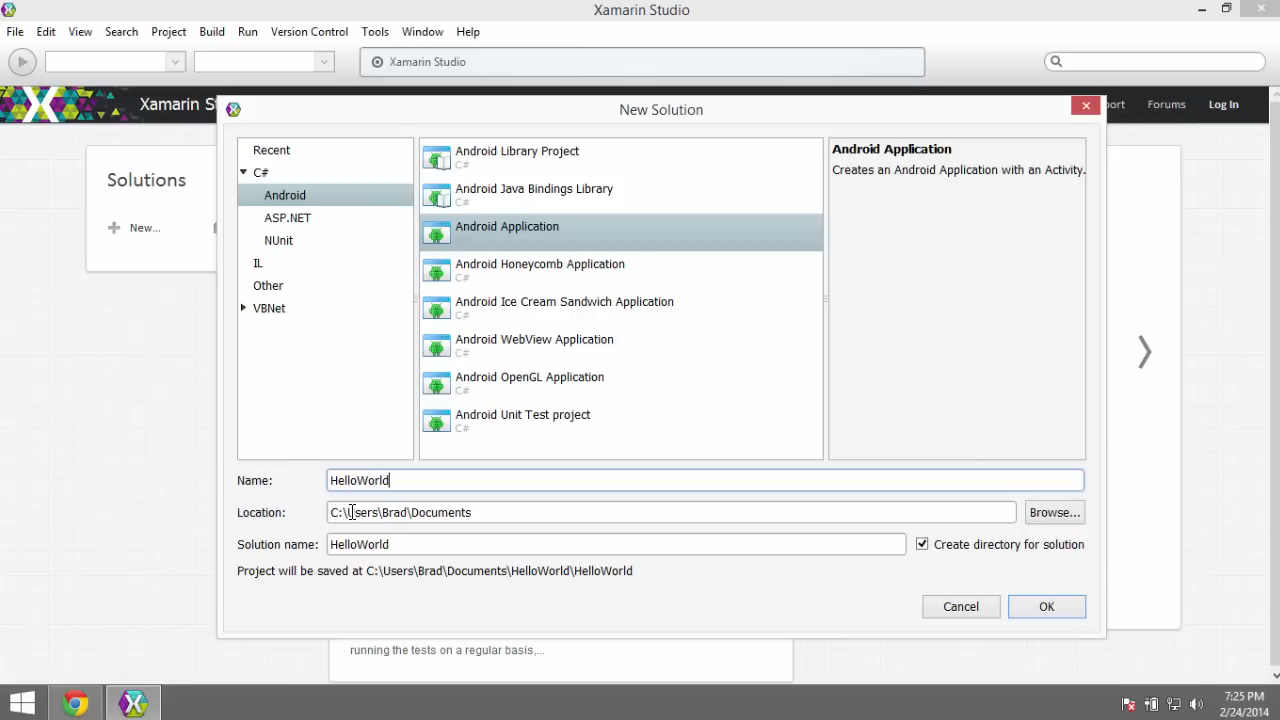 Xamarin Studio
File Edit View Search Project Build Run Version Control Tools Window Help
Xamarin Studio
Xamarin St
port Forums Log In
New Solution
Solutions
New...
Recent
C#
Android
ASP.NET
NUnit
IL
Other
VBNet
Android Library Project
C#
Android Java Bindings Library
C#
Android Application
Android Honeycomb Application
C#
Android Ice Cream Sandwich Application
C#
Android WebView Application
C#
Android OpenGL Application
C#
Android Unit Test project
C#
Android Application
Creates an Android Application with an Activity.
Name: HelloWorld
Location: C:\Users\Brad\Documents Browse...
Solution name: HelloWorld Create directory for solution
Project will be saved at C:\Users\Brad\Documents\HelloWorld\HelloWorld
Cancel OK
running the tests on a regular basis,...
7:25 PM
2/24/2014